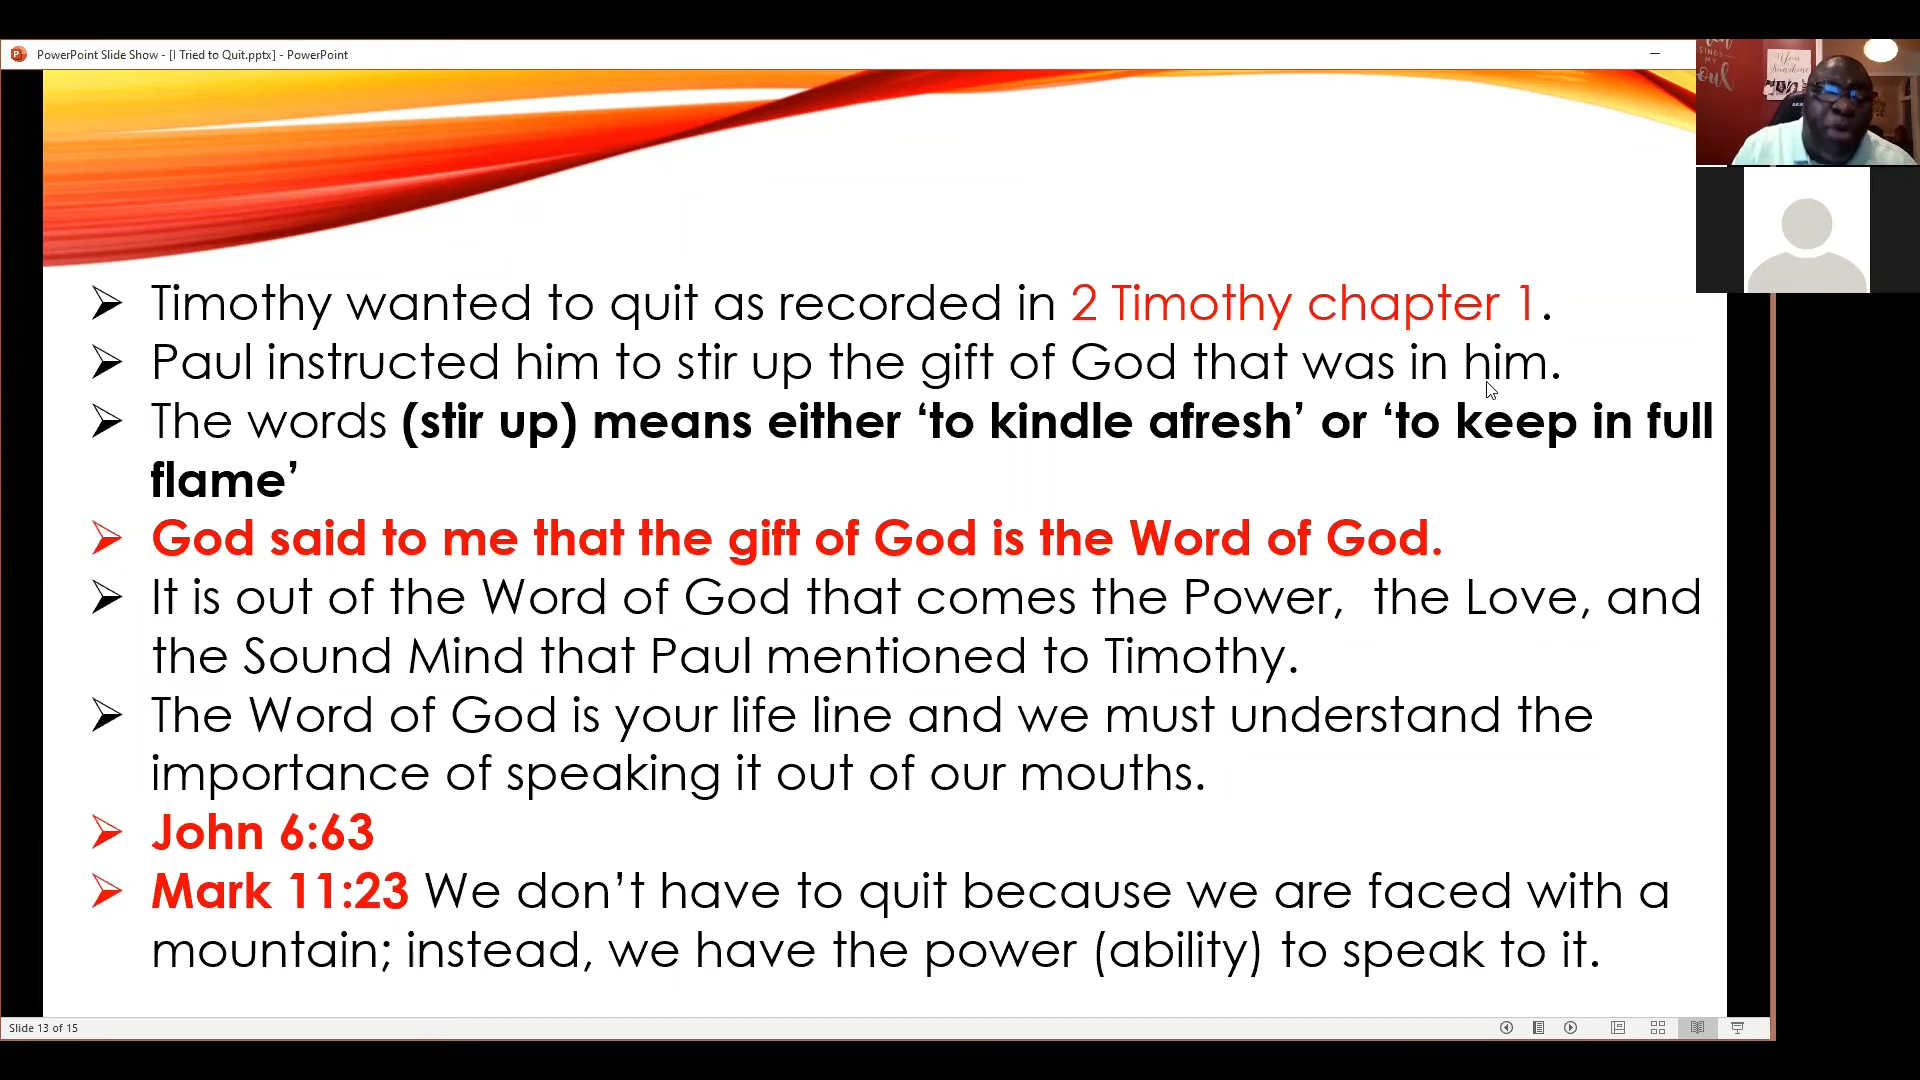 PowerPoint Slide Show - [I Tried to Quit.pptx] - PowerPoint
SINGS
MY
Soul
You
Sunshine
Timothy wanted to quit as recorded in 2 Timothy chapter 1.
Paul instructed him to stir up the gift of God that was in him.
The words (stir up) means either ‘to kindle afresh’ or ‘to keep in full
flame’
God said to me that the gift of God is the Word of God.
It is out of the Word of God that comes the Power,  the Love, and
the Sound Mind that Paul mentioned to Timothy.
The Word of God is your life line and we must understand the
importance of speaking it out of our mouths.
John 6:63
Mark 11:23 We don’t have to quit because we are faced with a
mountain; instead, we have the power (ability) to speak to it.
Slide 13 of 15